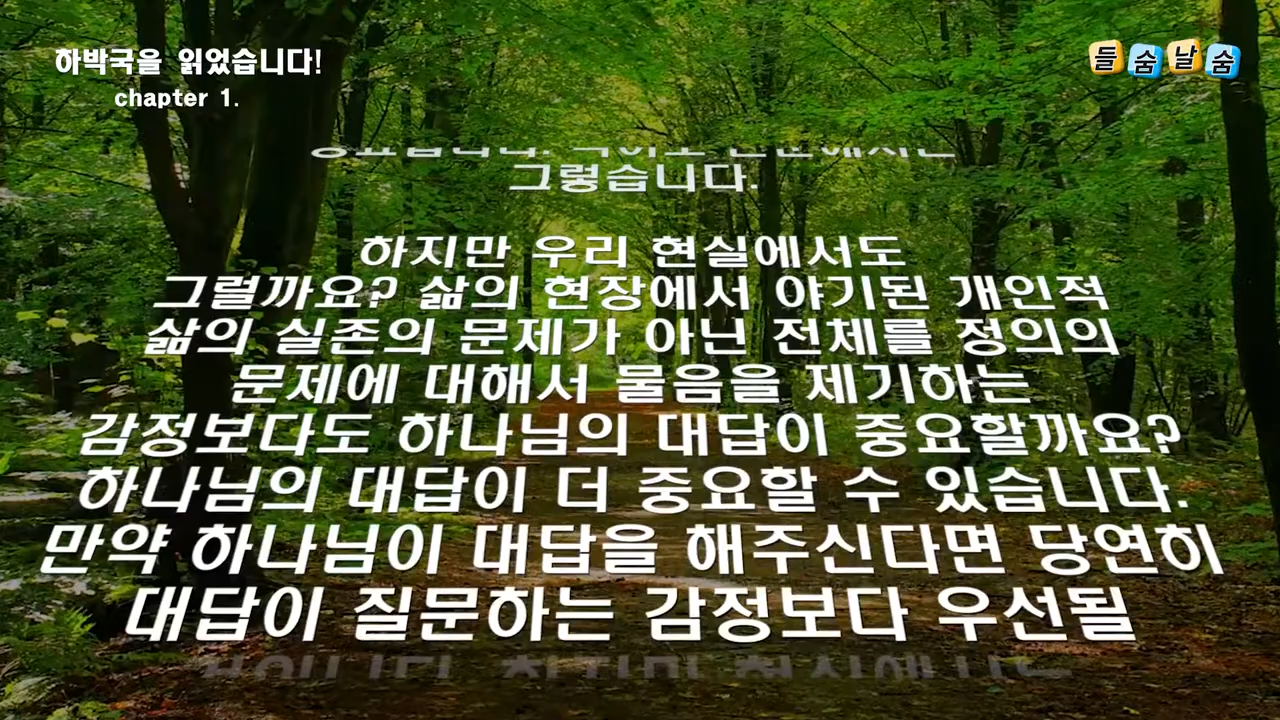 하박국을 읽었습니다!
chapter 1.
들숨날숨
그렇습니다.
하지만 우리 현실에서도
그럴까요? 삶의 현장에서 야기된 개인적
삶의 실존의 문제가 아닌 전체를 정의의
문제에 대해서 물음을 제기하는
감정보다도 하나님의 대답이 중요할까요?
하나님의 대답이 더 중요할 수 있습니다.
만약 하나님이 대답을 해주신다면 당연히
대답이 질문하는 감정보다 우선될